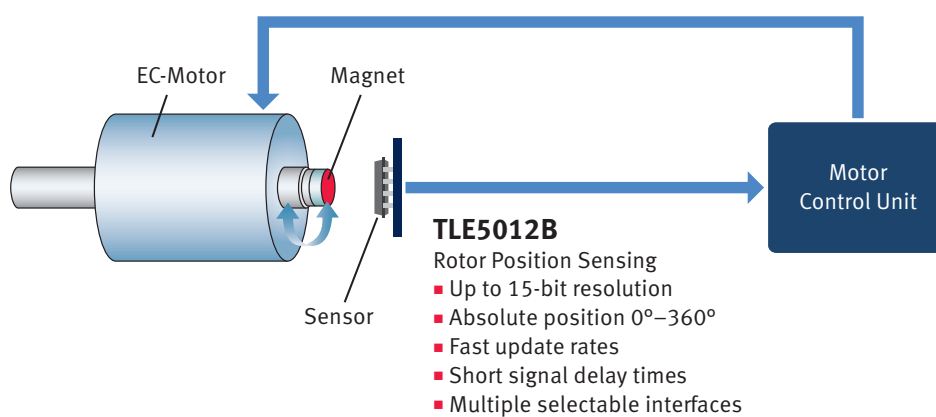 EC-Motor
Magnet
Motor
Control Unit
Sensor
TLE5012B
Rotor Position Sensing
■ Up to 15-bit resolution
■ Absolute position 0°–360°
■ Fast update rates
■ Short signal delay times
■ Multiple selectable interfaces